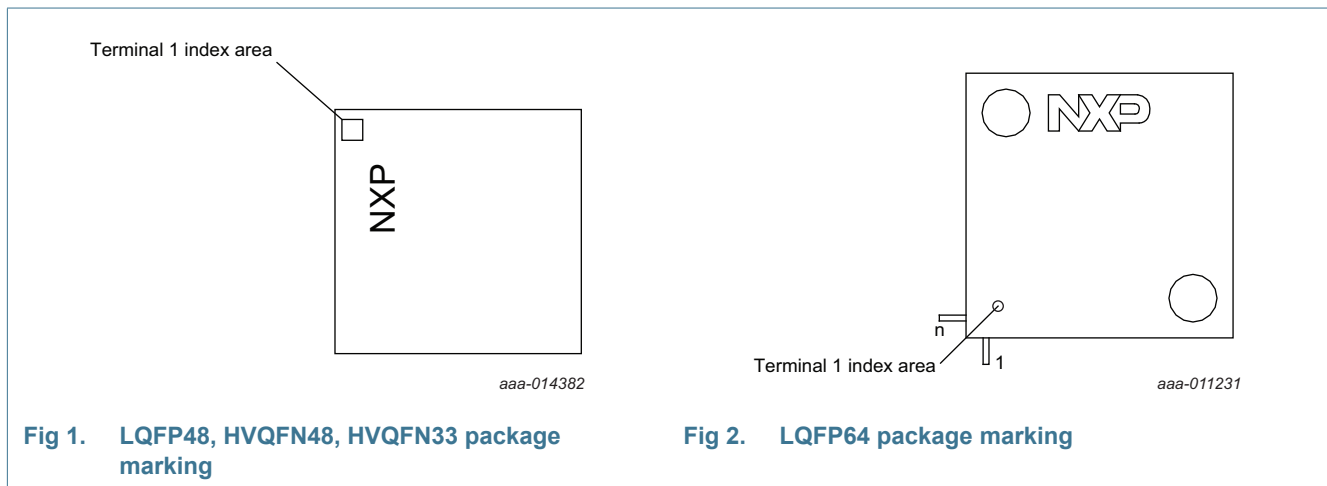 Terminal 1 index area
NXP
aaa-014382
Fig 1. LQFP48, HVQFN48, HVQFN33 package
marking
NXP
n
1
Terminal 1 index area
aaa-011231
Fig 2. LQFP64 package marking